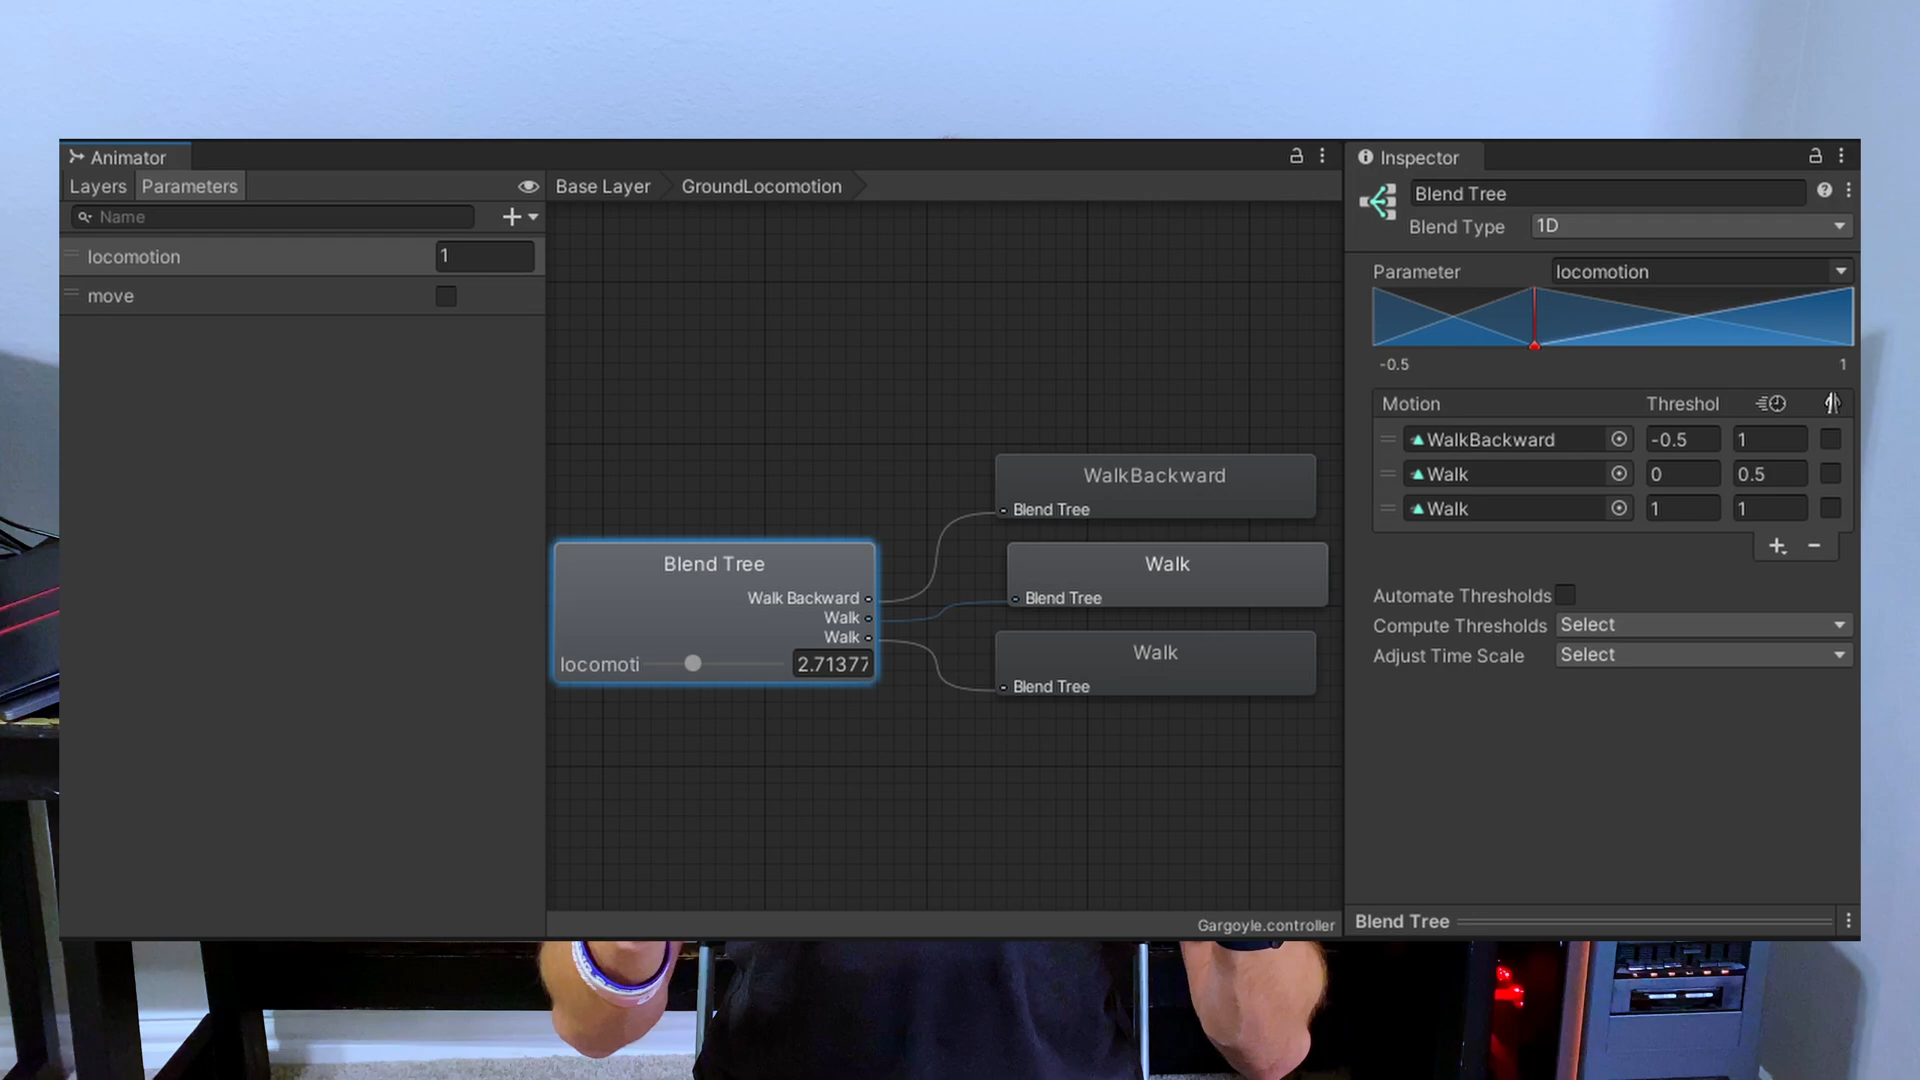 Animator
Layers
Parameters
Name
locomotion
1
move
Base Layer
GroundLocomotion
Blend Tree
Walk Backward
Walk
Walk
locomoti
2.71377
WalkBackward
Blend Tree
Walk
Blend Tree
Walk
Blend Tree
Gargoyle.controller
Inspector
Blend Tree
Blend Type
1D
Parameter
locomotion
-0.5
1
Motion
Threshol
WalkBackward
-0.5
1
Walk
0
0.5
Walk
1
1
Automate Thresholds
Compute Thresholds
Select
Adjust Time Scale
Select
Blend Tree